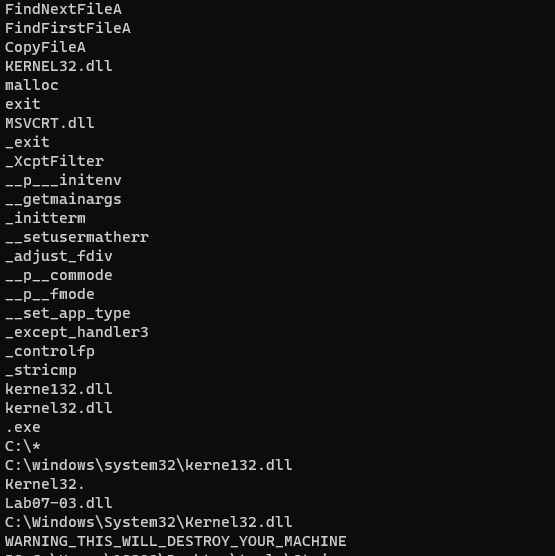 FindNextFileA
FindFirstFileA
CopyFileA
KERNEL32.dll
malloc
exit
MSVCRT.dll
_exit
_XcptFilter
__p___initenv
__getmainargs
_initterm
__setusermatherr
_adjust_fdiv
__p__commode
__p__fmode
__set_app_type
_except_handler3
_controlfp
_stricmp
kerne132.dll
kernel32.dll
.exe
C:\*
C:\windows\system32\kerne132.dll
Kernel32.
Lab07-03.dll
C:\Windows\System32\Kernel32.dll
WARNING_THIS_WILL_DESTROY_YOUR_MACHINE